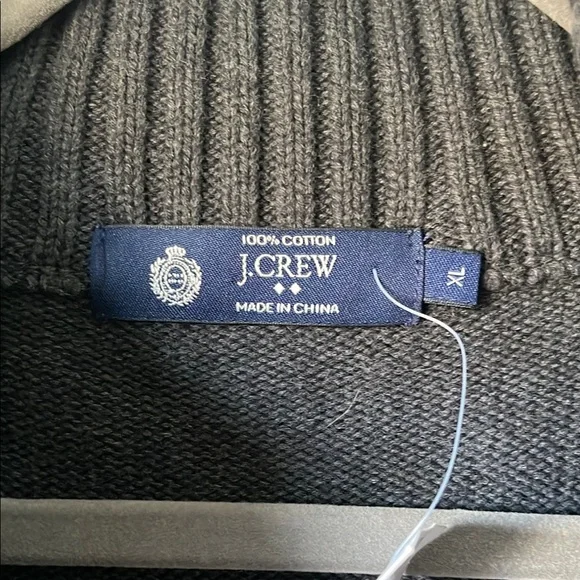 100% COTTON
J.CREW
MADE IN CHINA
XL